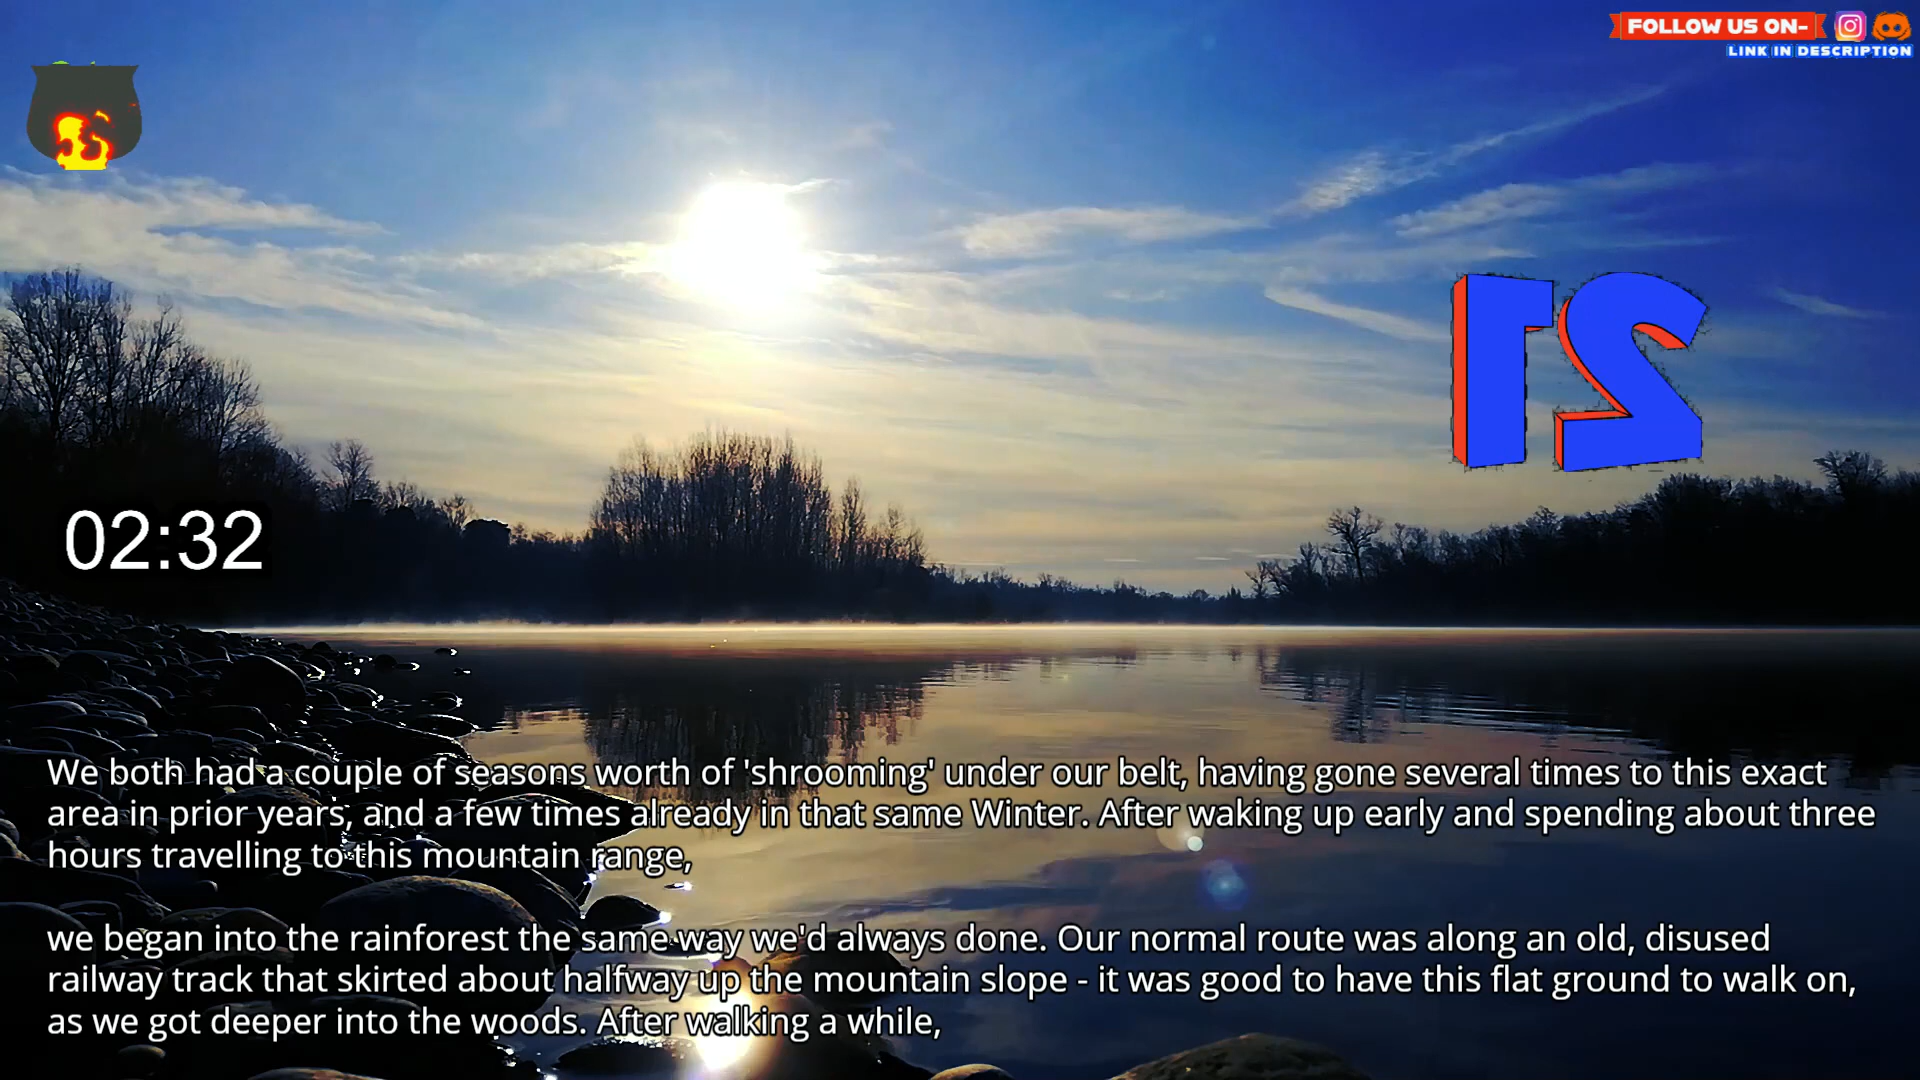 FOLLOW US ON-
LINK IN DESCRIPTION
21
02:32
We both had a couple of seasons worth of 'shrooming' under our belt, having gone several times to this exact
area in prior years, and a few times already in that same Winter. After waking up early and spending about three
hours travelling to this mountain range,
we began into the rainforest the same way we'd always done. Our normal route was along an old, disused
railway track that skirted about halfway up the mountain slope - it was good to have this flat ground to walk on,
as we got deeper into the woods. After walking a while,